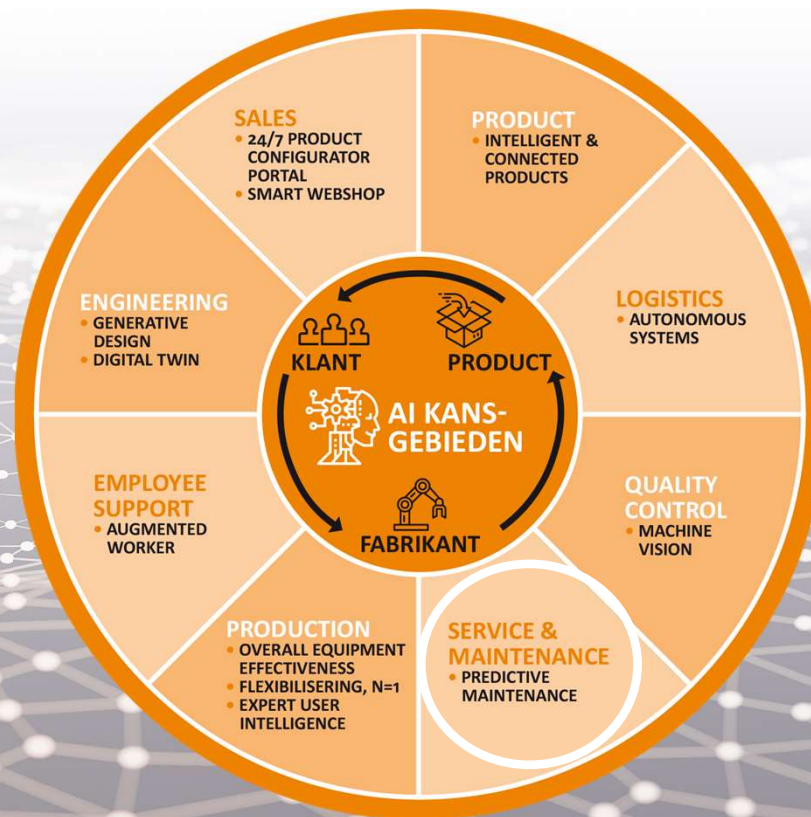 SALES
• 24/7 PRODUCT
CONFIGURATOR
PORTAL
• SMART WEBSHOP
PRODUCT
• INTELLIGENT &
CONNECTED
PRODUCTS
LOGISTICS
• AUTONOMOUS
SYSTEMS
QUALITY
CONTROL
• MACHINE
VISION
SERVICE &
MAINTENANCE
• PREDICTIVE
MAINTENANCE
PRODUCTION
• OVERALL EQUIPMENT
EFFECTIVENESS
• FLEXIBILISERING, N=1
• EXPERT USER
INTELLIGENCE
EMPLOYEE
SUPPORT
• AUGMENTED
WORKER
ENGINEERING
• GENERATIVE
DESIGN
• DIGITAL TWIN
KLANT
PRODUCT
AI KANS-
GEBIEDEN
FABRIKANT